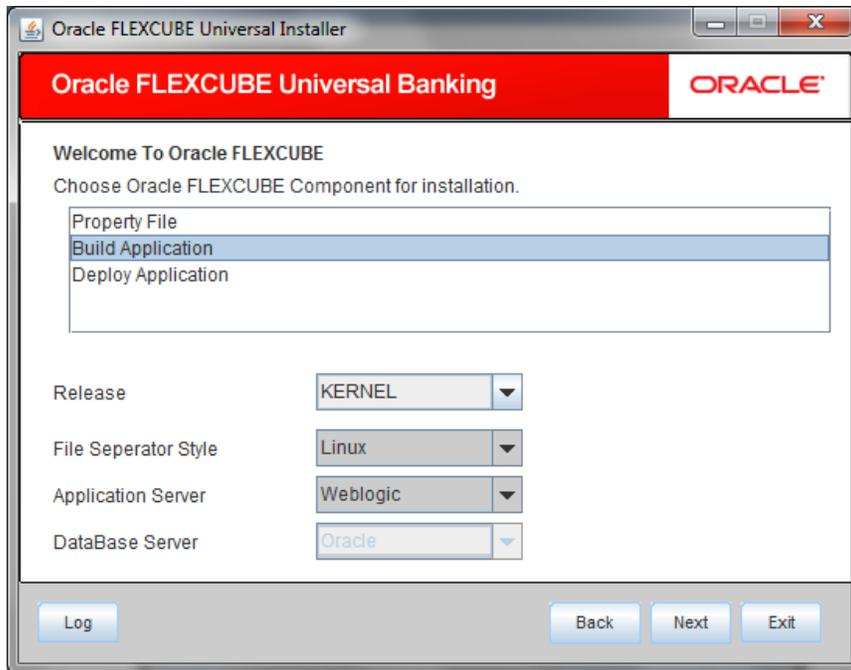 Oracle FLEXCUBE Universal Installer
Oracle FLEXCUBE Universal Banking
ORACLE
Welcome To Oracle FLEXCUBE
Choose Oracle FLEXCUBE Component for installation.
Property File
Build Application
Deploy Application
Release KERNEL
File Seperator Style Linux
Application Server Weblogic
DataBase Server Oracle
Log Back Next Exit